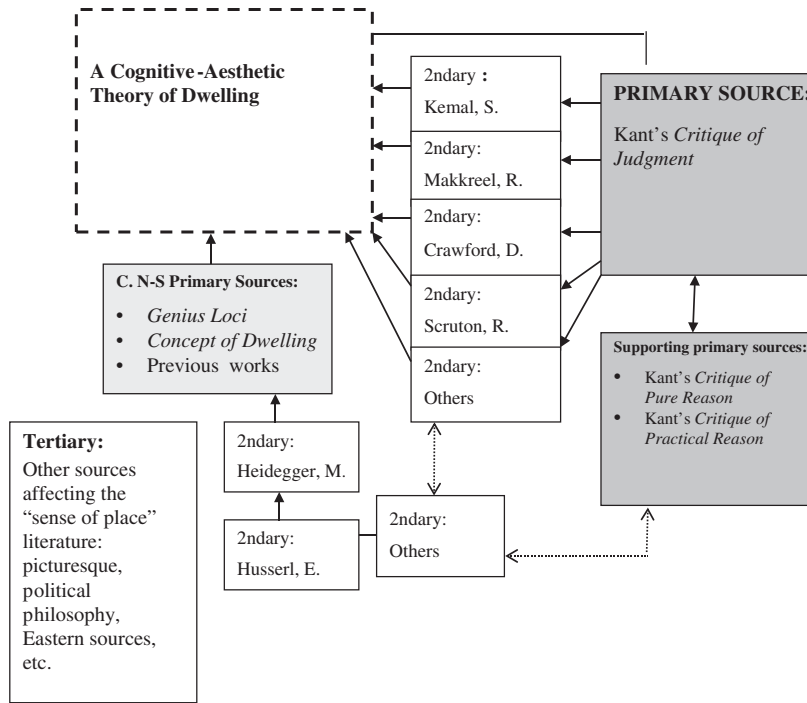 A Cognitive-Aesthetic
Theory of Dwelling
2ndary :
Kemal, S.
2ndary:
Makkreel, R.
2ndary:
Crawford, D.
2ndary:
Scruton, R.
2ndary:
Others
PRIMARY SOURCE:
Kant's Critique of
Judgment
C. N-S Primary Sources:
• Genius Loci
• Concept of Dwelling
• Previous works
Supporting primary sources:
• Kant's Critique of
Pure Reason
• Kant's Critique of
Practical Reason
Tertiary:
Other sources
affecting the
“sense of place”
literature:
picturesque,
political
philosophy,
Eastern sources,
etc.
2ndary:
Heidegger, M.
2ndary:
Husserl, E.
2ndary:
Others